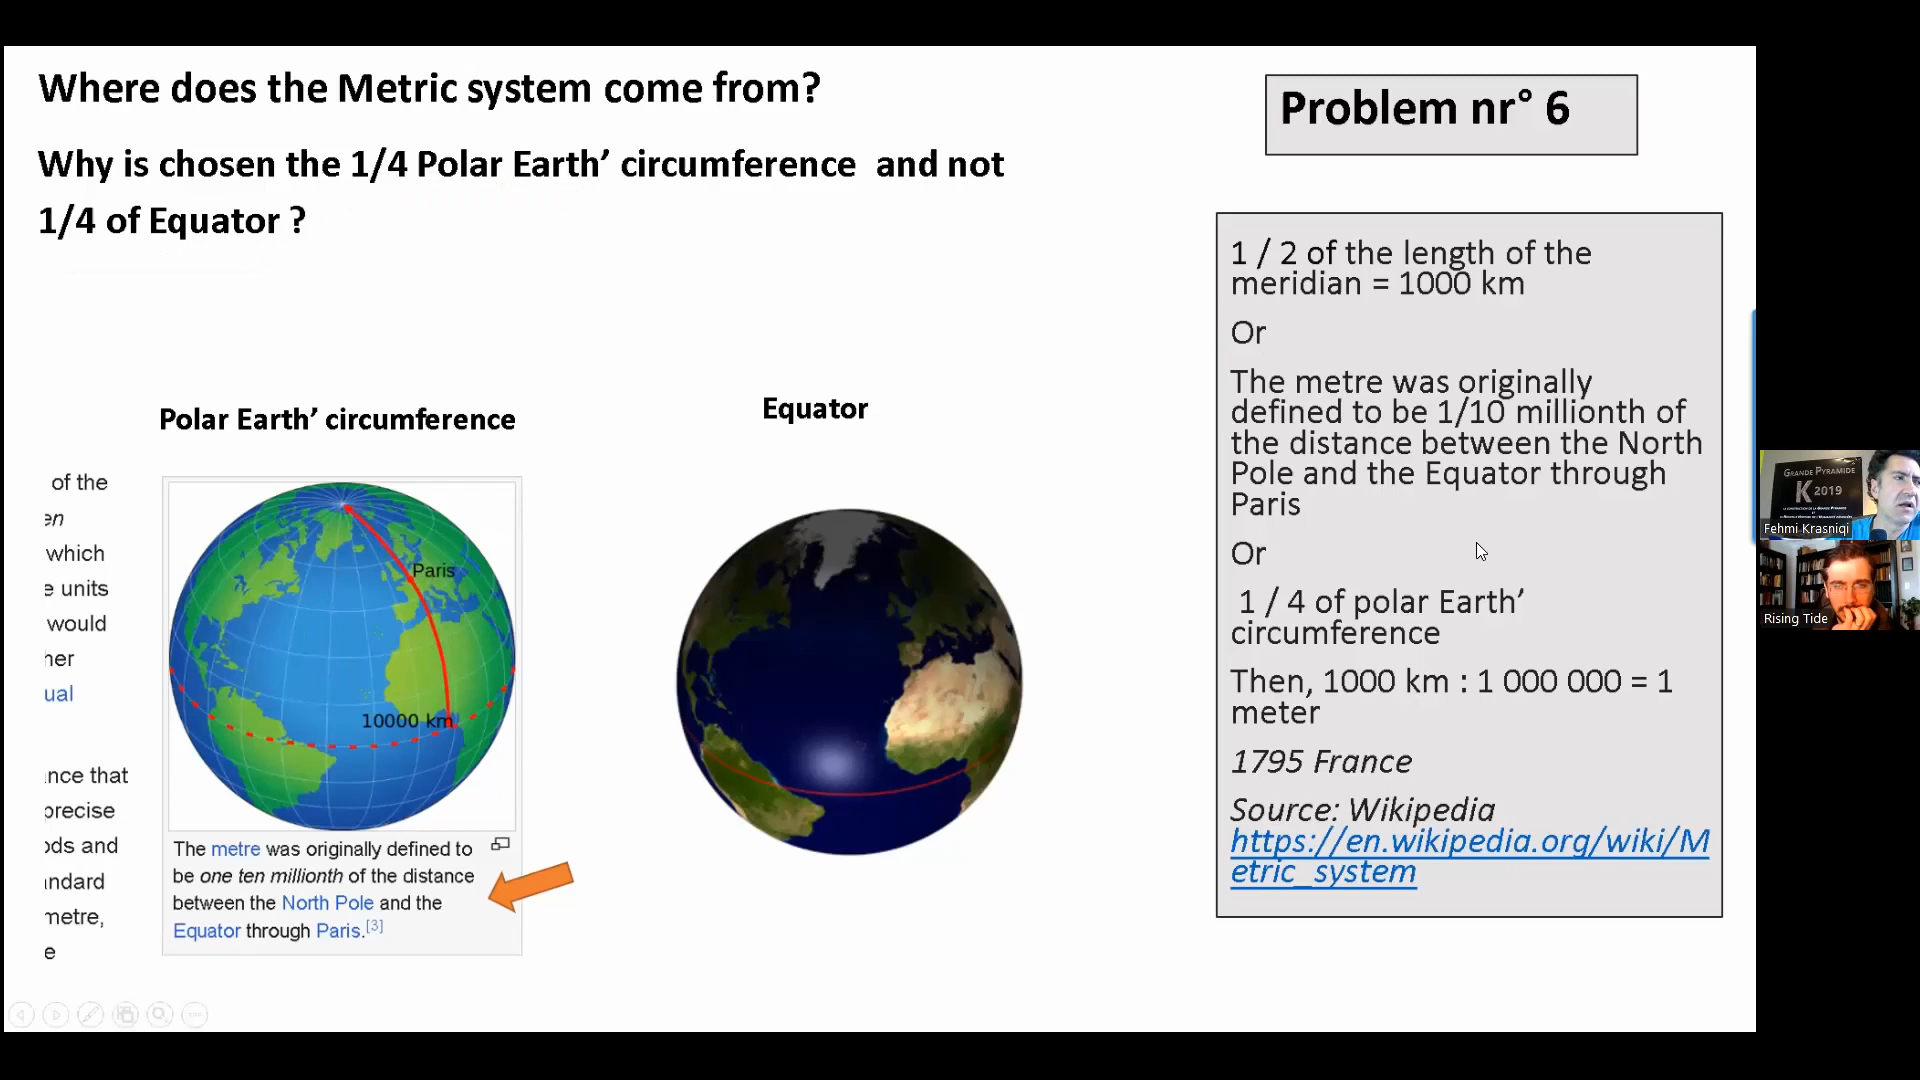 Where does the Metric system come from?
Why is chosen the 1/4 Polar Earth’ circumference and not
1/4 of Equator ?
Problem nr° 6
1 / 2 of the length of the
meridian = 1000 km
Or
The metre was originally
defined to be 1/10 millionth of
the distance between the North
Pole and the Equator through
Paris
Or
1 / 4 of polar Earth’
circumference
Then, 1000 km : 1 000 000 = 1
meter
1795 France
Source: Wikipedia
https://en.wikipedia.org/wiki/M
etric_system
Polar Earth’ circumference
Equator
of the
en
which
e units
would
her
ual
nce that
precise
ods and
andard
metre,
e
Paris
10000 km
The metre was originally defined to
be one ten millionth of the distance
between the North Pole and the
Equator through Paris.[3]
GRANDE PYRAMIDE
K 2019
Fehmi Krasniqi
Rising Tide